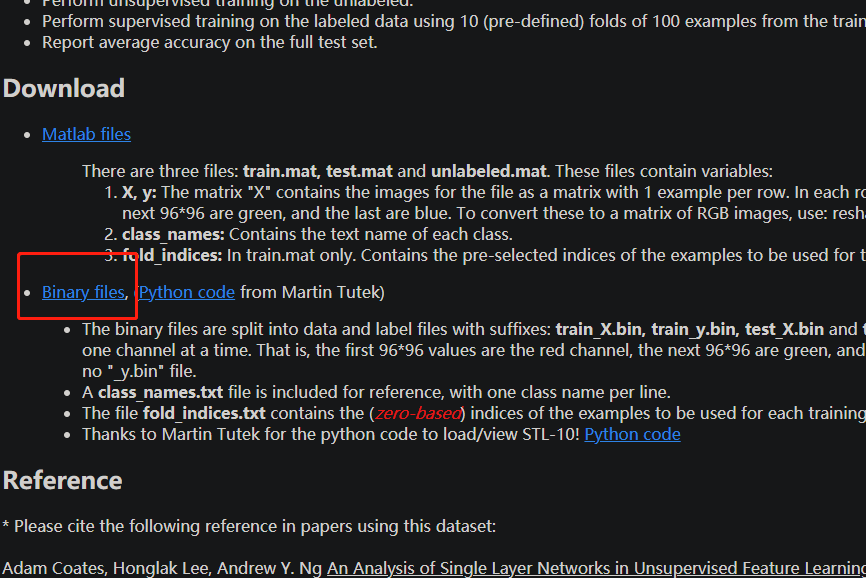 Perform unsupervised training on the unlabeled.
Perform supervised training on the labeled data using 10 (pre-defined) folds of 100 examples from the
Report average accuracy on the full test set.
Download
Matlab files
There are three files: train.mat, test.mat and unlabeled.mat. These files contain variables:
1. X, y: The matrix "X" contains the images for the file as a matrix with 1 example per row. In each
next 96*96 are green, and the last are blue. To convert these to a matrix of RGB images, use:
2. class_names: Contains the text name of each class.
3. fold_indices: In train.mat only. Contains the pre-selected indices of the examples to be used for
Binary files, (Python code from Martin Tutek)
The binary files are split into data and label files with suffixes: train_X.bin, train_y.bin, test_X.bin and
one channel at a time. That is, the first 96*96 values are the red channel, the next 96*96 are green, and
no "_y.bin" file.
A class_names.txt file is included for reference, with one class name per line.
The file fold_indices.txt contains the (zero-based) indices of the examples to be used for each training
Thanks to Martin Tutek for the python code to load/view STL-10! Python code
Reference
* Please cite the following reference in papers using this dataset:
Adam Coates, Honglak Lee, Andrew Y. Ng An Analysis of Single Layer Networks in Unsupervised Feature